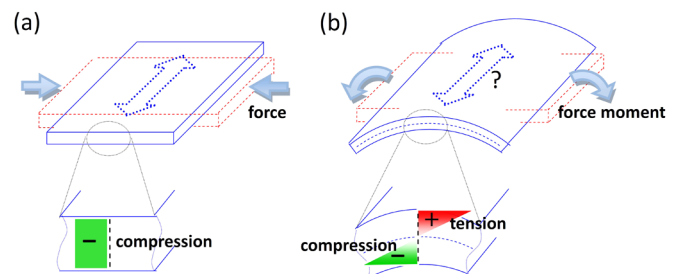 (a)
(b)
force
?
force moment
−
compression
+
tension
compression
−